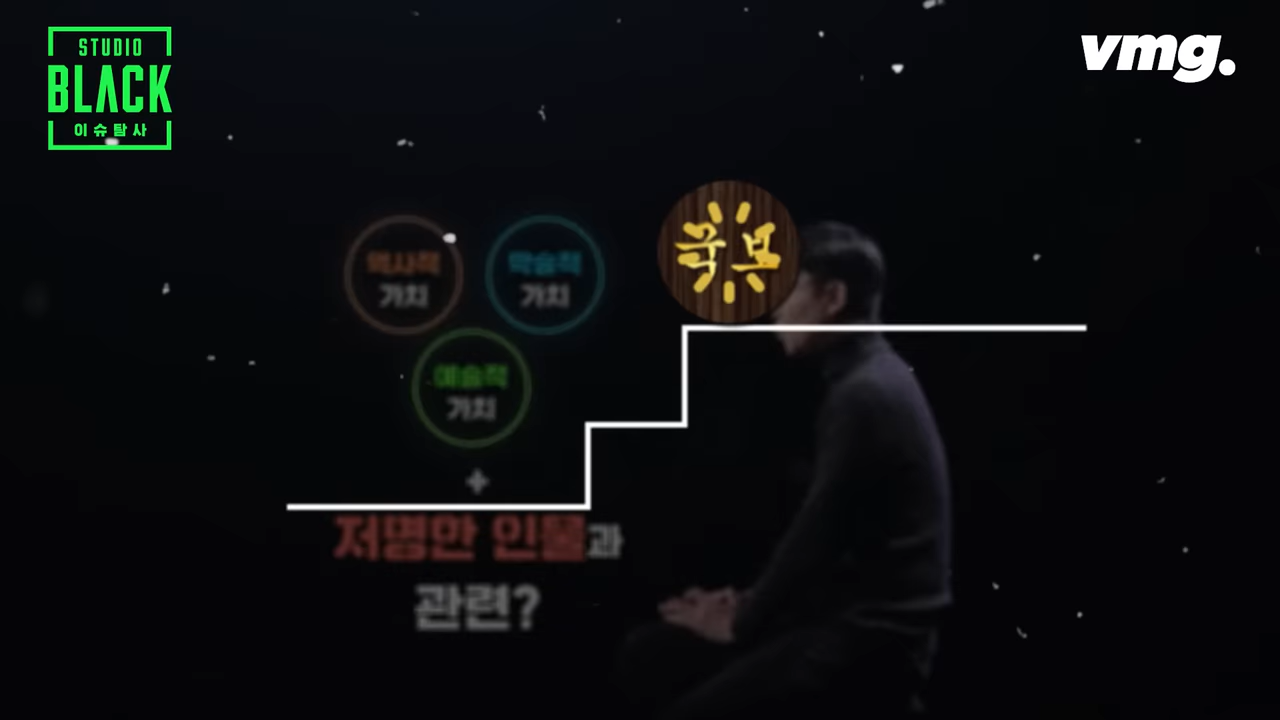 STUDIO
BLACK
이슈탐사
vmg.
국보
역사적
가치
학술적
가치
예술적
가치
+
저명한 인물과
관련?